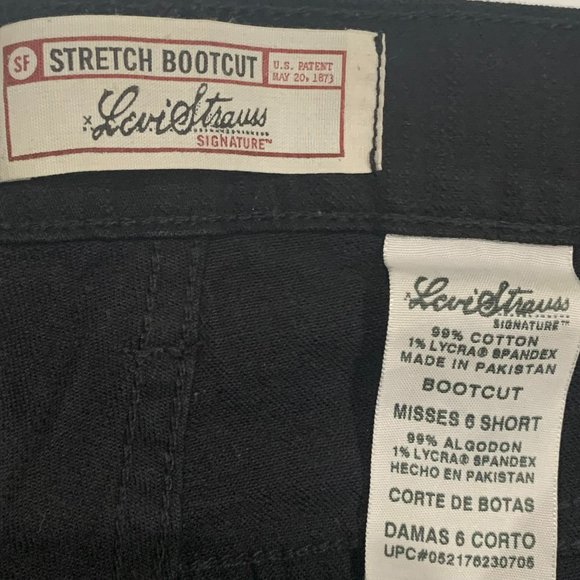 SF STRETCH BOOTCUT U.S. PATENT
MAY 20, 1873
x Levi Strauss
SIGNATURE™
x Levi Strauss
SIGNATURE™
99% COTTON
1% LYCRA® SPANDEX
MADE IN PAKISTAN
BOOTCUT
MISSES 6 SHORT
99% ALGODON
1% LYCRA® SPANDEX
HECHO EN PAKISTAN
CORTE DE BOTAS
DAMAS 6 CORTO
UPC#052176230705